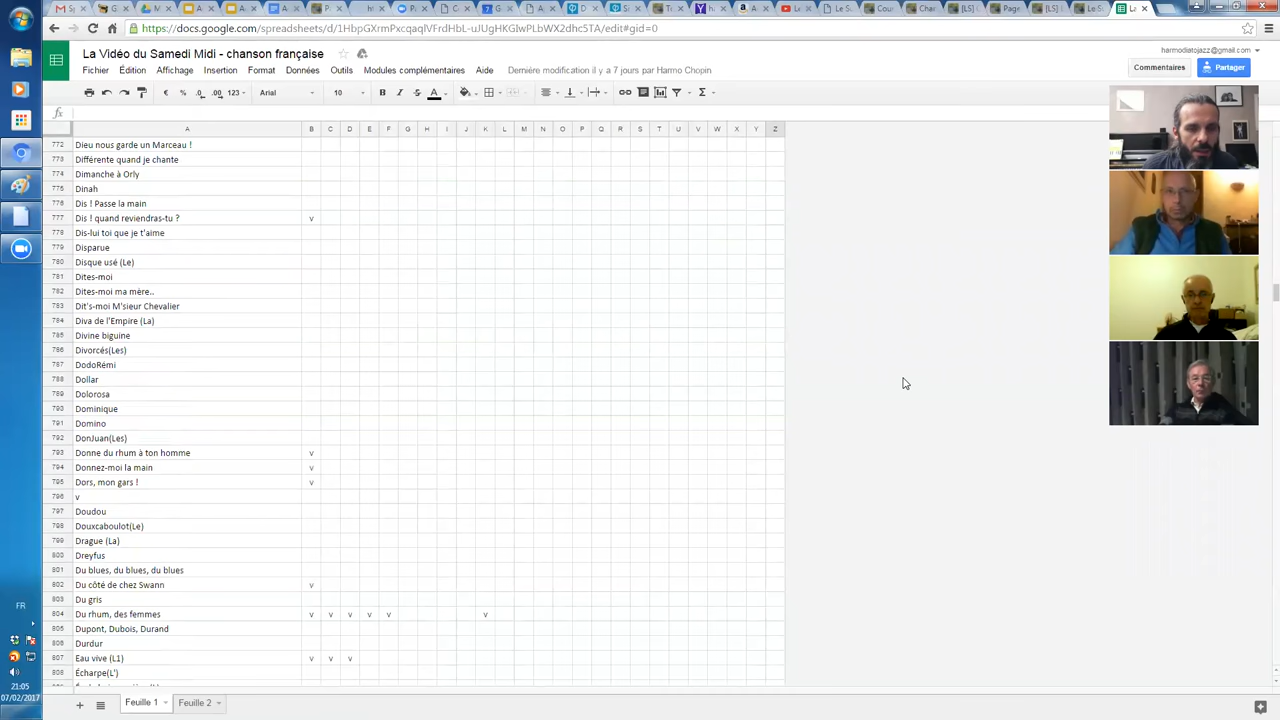 https://docs.google.com/spreadsheets/d/1HbpGXrmPxcqaqlVFrdHbL-uJUgHKGlwPLbWX2dhc5TA/edit#gid=0
La Vidéo du Samedi Midi - chanson française
harmodiatojazz@gmail.com
Fichier Édition Affichage Insertion Format Données Outils Modules complémentaires Aide Dernière modification il y a 7 jours par Harmo Chopin
Commentaires Partager
€ % .0 .00 123 Arial 10 B I S A Σ
fx
A B C D E F G H I J K L M N O P Q R S T U V W X Y Z
772 Dieu nous garde un Marceau !
773 Différente quand je chante
774 Dimanche à Orly
775 Dinah
776 Dis ! Passe la main
777 Dis ! quand reviendras-tu ? v
778 Dis-lui toi que je t'aime
779 Disparue
780 Disque usé (Le)
781 Dites-moi
782 Dites-moi ma mère..
783 Dit's-moi M'sieur Chevalier
784 Diva de l'Empire (La)
785 Divine biguine
786 Divorcés(Les)
787 DodoRémi
788 Dollar
789 Dolorosa
790 Dominique
791 Domino
792 DonJuan(Les)
793 Donne du rhum à ton homme v
794 Donnez-moi la main v
795 Dors, mon gars ! v
796 v
797 Doudou
798 Douxcaboulot(Le)
799 Drague (La)
800 Dreyfus
801 Du blues, du blues, du blues
802 Du côté de chez Swann v
803 Du gris
804 Du rhum, des femmes v v v v v v
805 Dupont, Dubois, Durand
806 Durdur
807 Eau vive (L1) v v v
808 Écharpe(L')
Feuille 1 Feuille 2
FR
21:05
07/02/2017